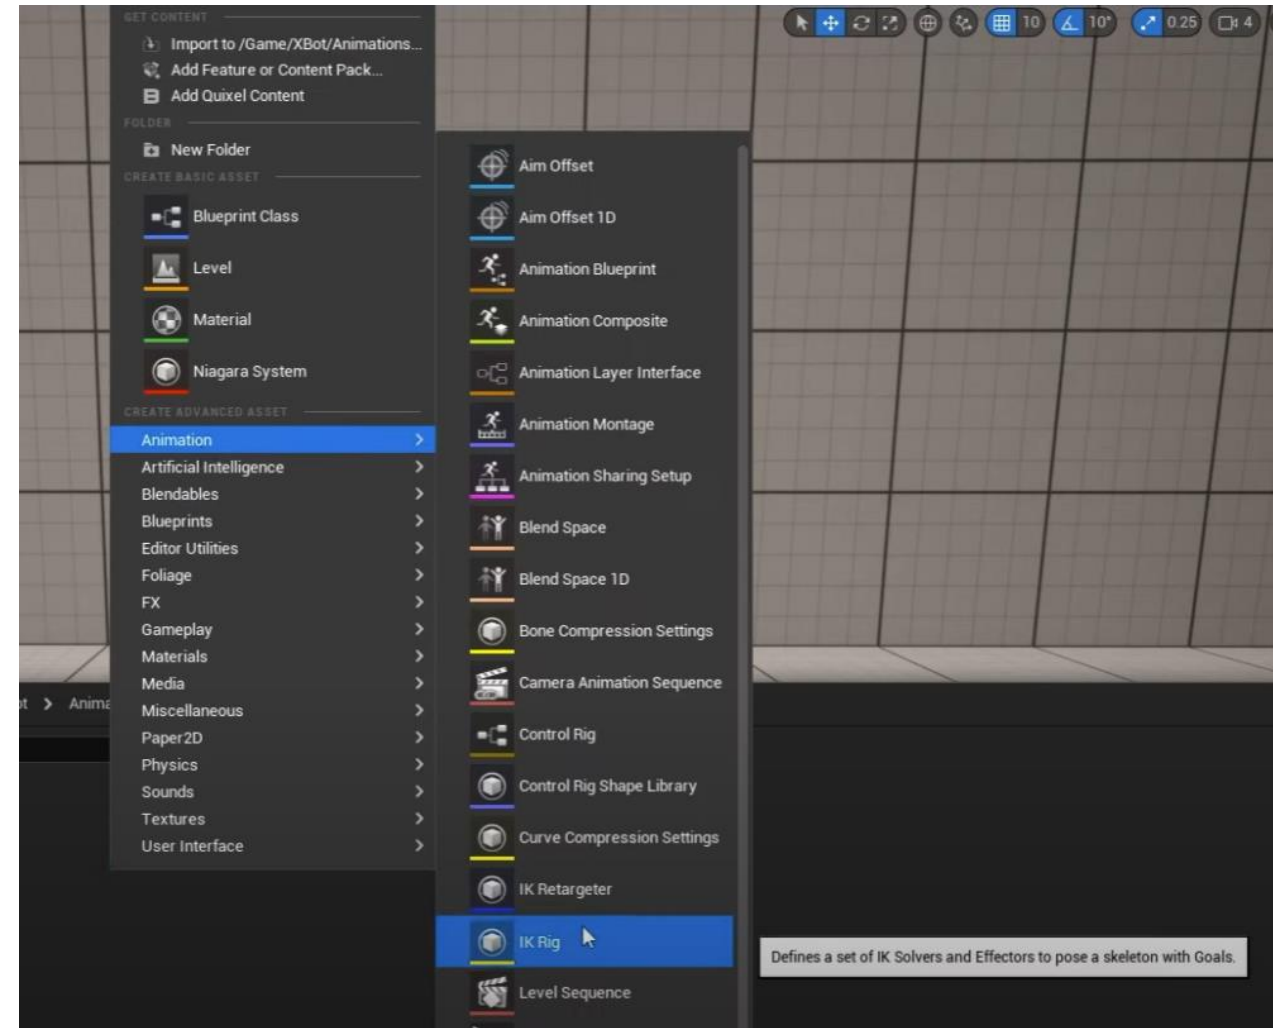 GET CONTENT
Import to /Game/XBot/Animations...
Add Feature or Content Pack...
Add Quixel Content
FOLDER
New Folder
CREATE BASIC ASSET
Blueprint Class
Level
Material
Niagara System
CREATE ADVANCED ASSET
Animation
Artificial Intelligence
Blendables
Blueprints
Editor Utilities
Foliage
FX
Gameplay
Materials
Media
Miscellaneous
Paper2D
Physics
Sounds
Textures
User Interface
Aim Offset
Aim Offset 1D
Animation Blueprint
Animation Composite
Animation Layer Interface
Animation Montage
Animation Sharing Setup
Blend Space
Blend Space 1D
Bone Compression Settings
Camera Animation Sequence
Control Rig
Control Rig Shape Library
Curve Compression Settings
IK Retargeter
IK Rig
Level Sequence
Defines a set of IK Solvers and Effectors to pose a skeleton with Goals.
10 10° 0.25 4
ot > Anima